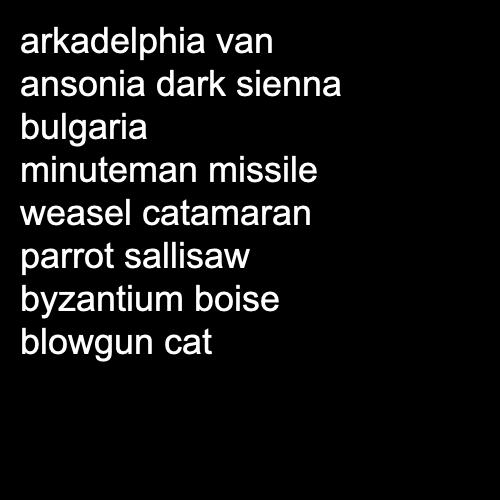 arkadelphia van
ansonia dark sienna
bulgaria
minuteman missile
weasel catamaran
parrot sallisaw
byzantium boise
blowgun cat